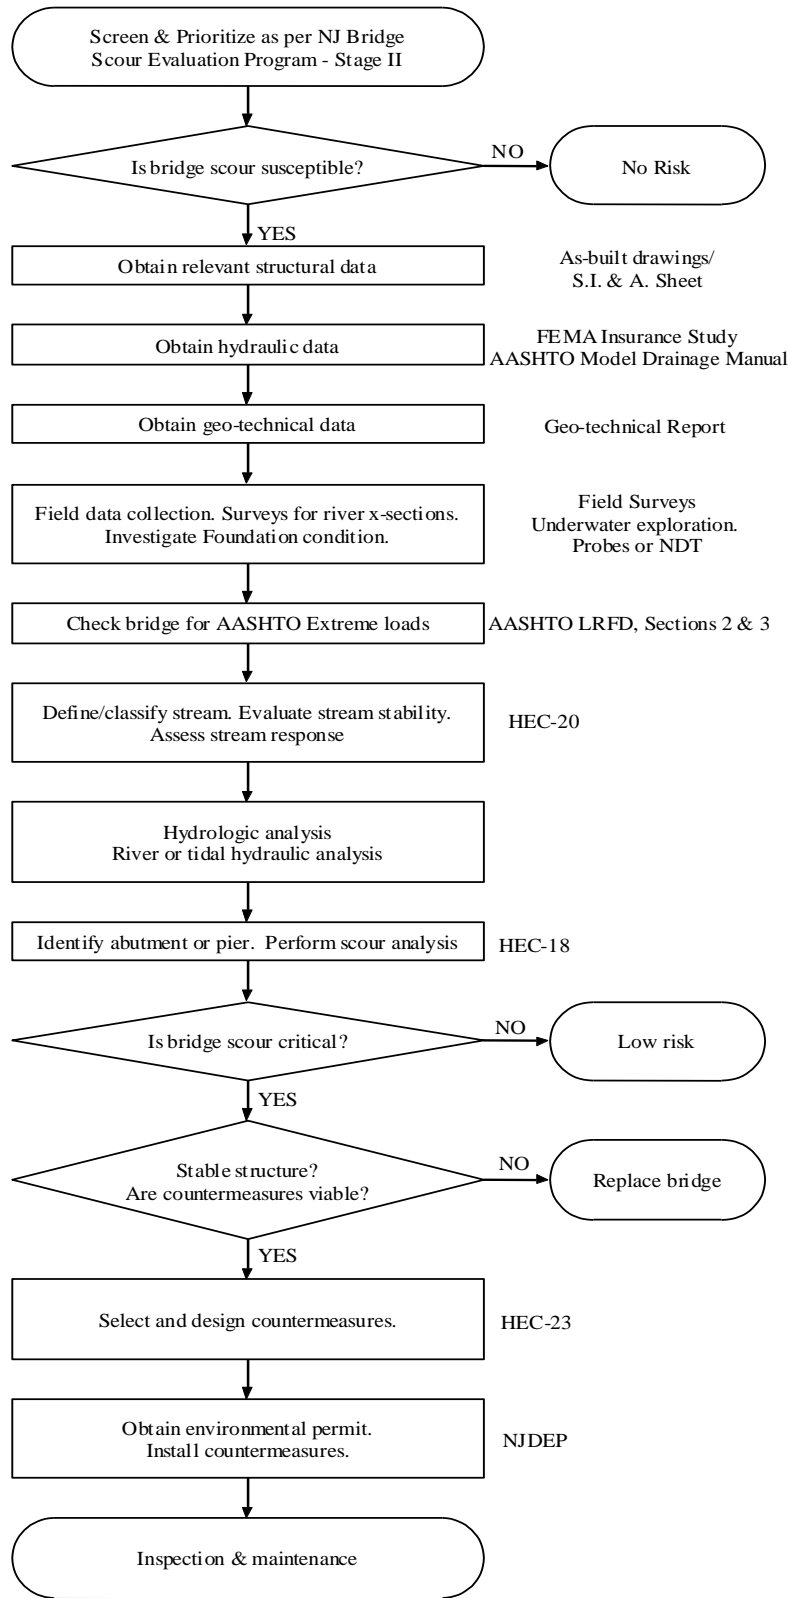 Screen & Prioritize as per NJ Bridge
Scour Evaluation Program - Stage II
Is bridge scour susceptible?
NO
No Risk
YES
Obtain relevant structural data
As-built drawings/
S.I. & A. Sheet
Obtain hydraulic data
FEMA Insurance Study
AASHTO Model Drainage Manual
Obtain geo-technical data
Geo-technical Report
Field data collection. Surveys for river x-sections.
Investigate Foundation condition.
Field Surveys
Underwater exploration.
Probes or NDT
Check bridge for AASHTO Extreme loads
AASHTO LRFD, Sections 2 & 3
Define/classify stream. Evaluate stream stability.
Assess stream response
HEC-20
Hydrologic analysis
River or tidal hydraulic analysis
Identify abutment or pier. Perform scour analysis
HEC-18
Is bridge scour critical?
NO
Low risk
YES
Stable structure?
Are countermeasures viable?
NO
Replace bridge
YES
Select and design countermeasures.
HEC-23
Obtain environmental permit.
Install countermeasures.
NJDEP
Inspection & maintenance